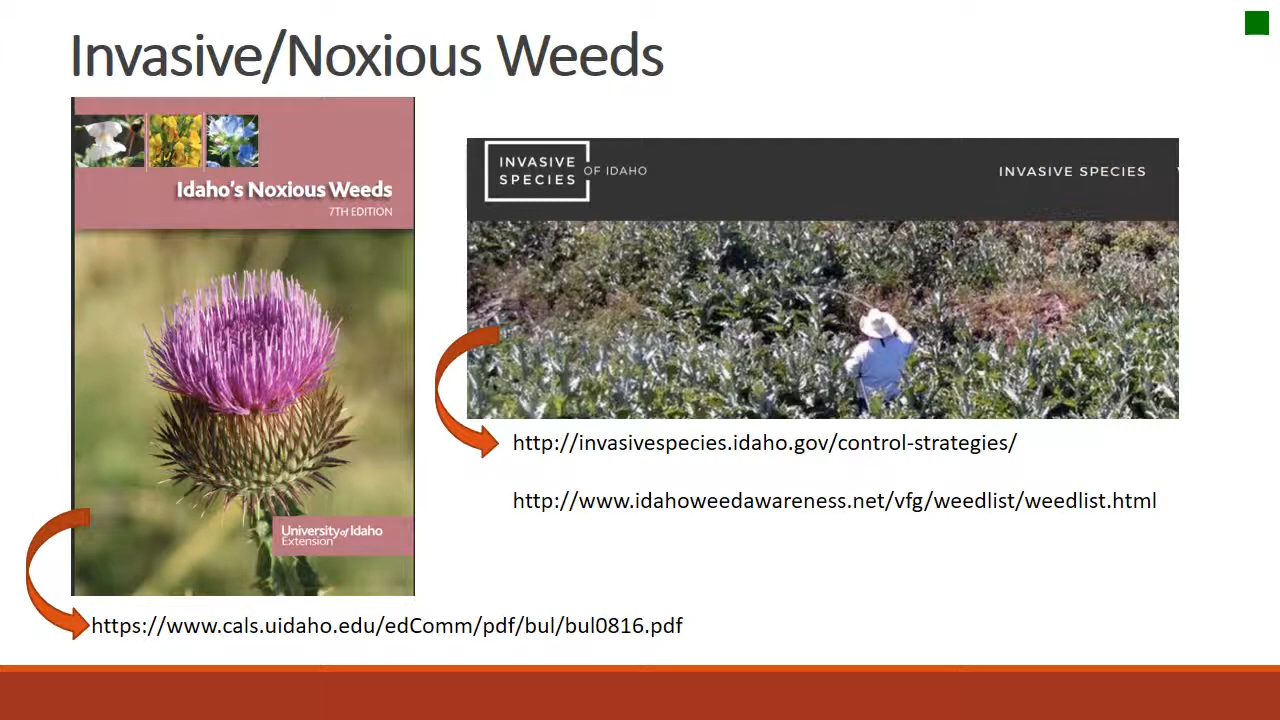 Invasive/Noxious Weeds
Idaho's Noxious Weeds
7TH EDITION
University of Idaho
Extension
https://www.cals.uidaho.edu/edComm/pdf/bul/bul0816.pdf
INVASIVE
SPECIES
OF IDAHO
INVASIVE SPECIES
http://invasivespecies.idaho.gov/control-strategies/
http://www.idahoweedawareness.net/vfg/weedlist/weedlist.html